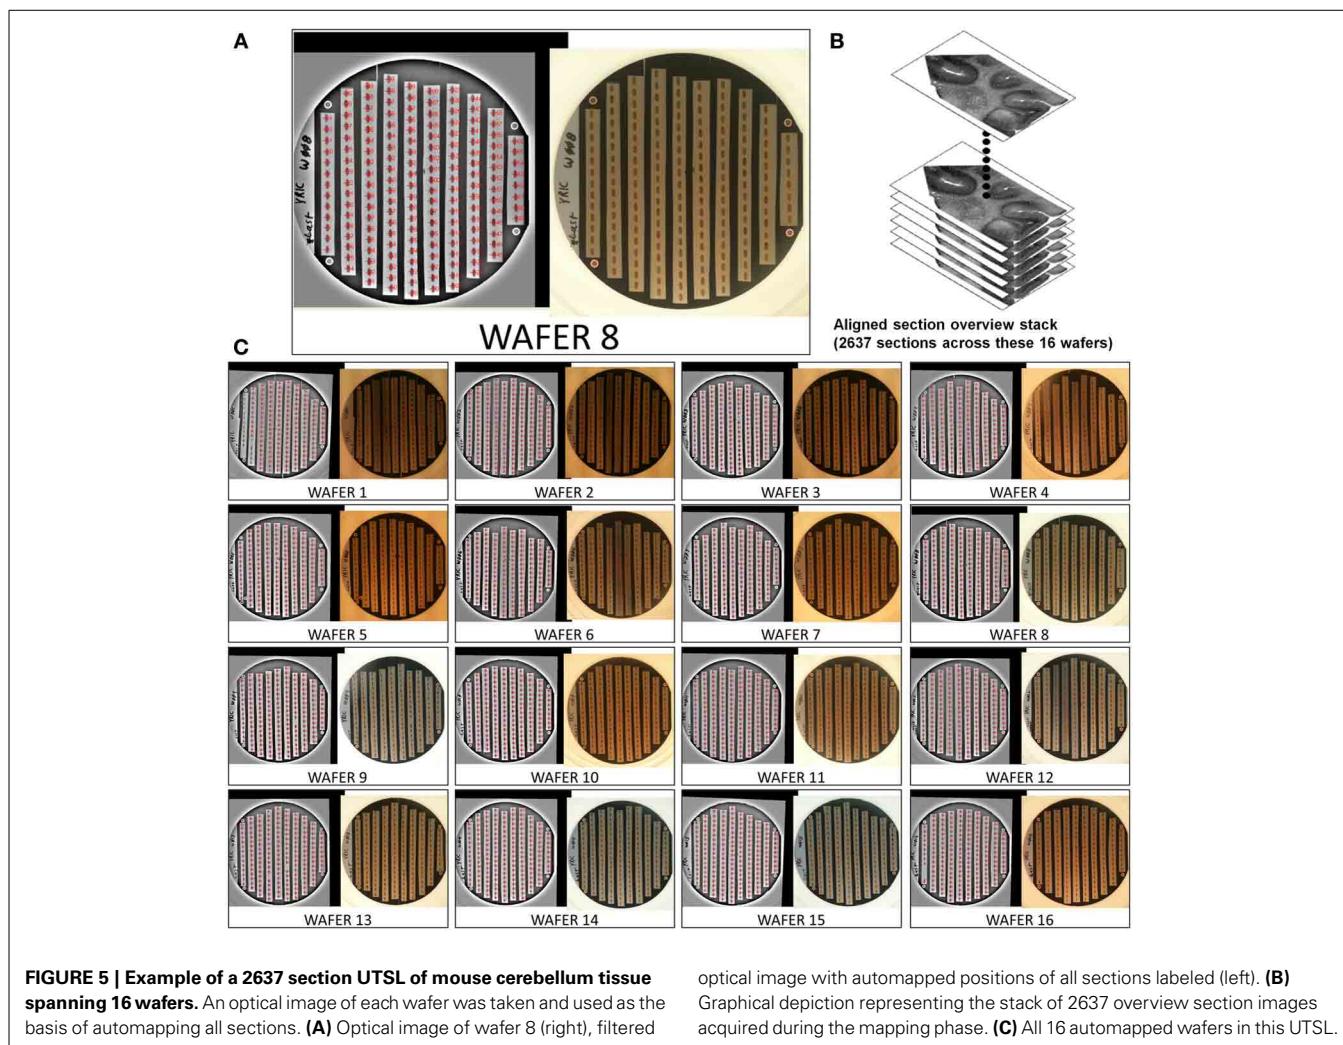 A
B
YRIC W008
WAFER 8
Aligned section overview stack
(2637 sections across these 16 wafers)
C
WAFER 1
WAFER 2
WAFER 3
WAFER 4
WAFER 5
WAFER 6
WAFER 7
WAFER 8
WAFER 9
WAFER 10
WAFER 11
WAFER 12
WAFER 13
WAFER 14
WAFER 15
WAFER 16
FIGURE 5 | Example of a 2637 section UTSL of mouse cerebellum tissue
spanning 16 wafers. An optical image of each wafer was taken and used as the
basis of automapping all sections. (A) Optical image of wafer 8 (right), filtered
optical image with automapped positions of all sections labeled (left). (B)
Graphical depiction representing the stack of 2637 overview section images
acquired during the mapping phase. (C) All 16 automapped wafers in this UTSL.